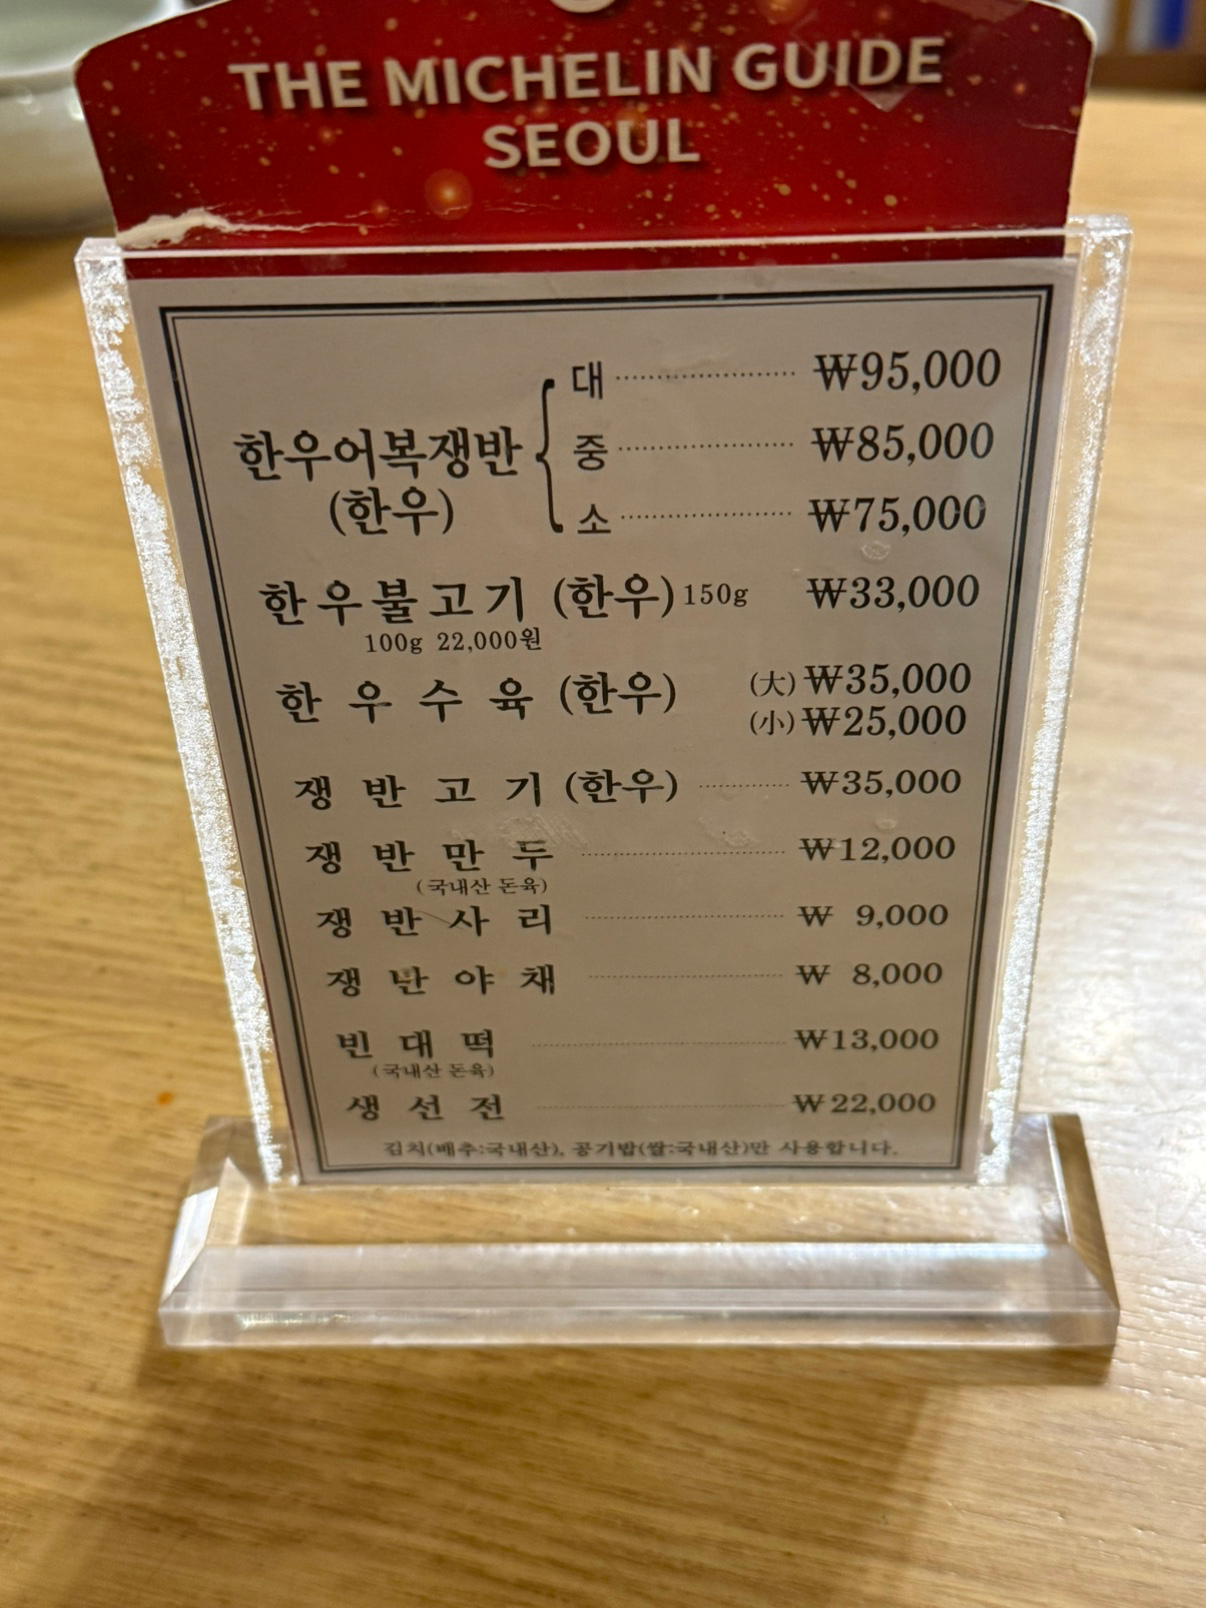 THE MICHELIN GUIDE
SEOUL
한우어복쟁반
(한우)
대 ₩95,000
중 ₩85,000
소 ₩75,000
한우불고기 (한우) 150g ₩33,000
100g 22,000원
한우수육 (한우) (大) ₩35,000
(小) ₩25,000
쟁반고기 (한우) ₩35,000
쟁반만두 ₩12,000
(국내산 돈육)
쟁반사리 ₩ 9,000
쟁반야채 ₩ 8,000
빈대떡 ₩13,000
(국내산 돈육)
생선전 ₩22,000
김치(배추:국내산), 공기밥(쌀:국내산)만 사용합니다.